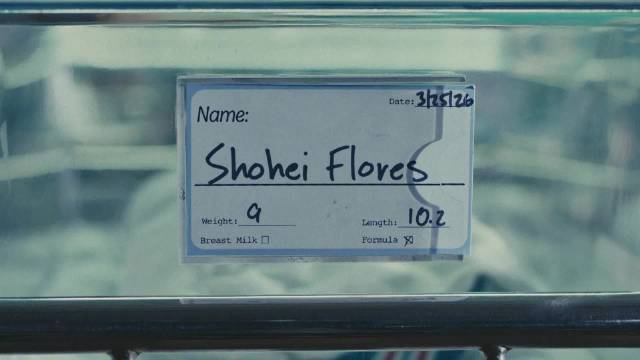 Date: 3/25/26
Name:
Shohei Flores
Weight: 9 Length: 10.2
Breast Milk ☐ Formula ☒